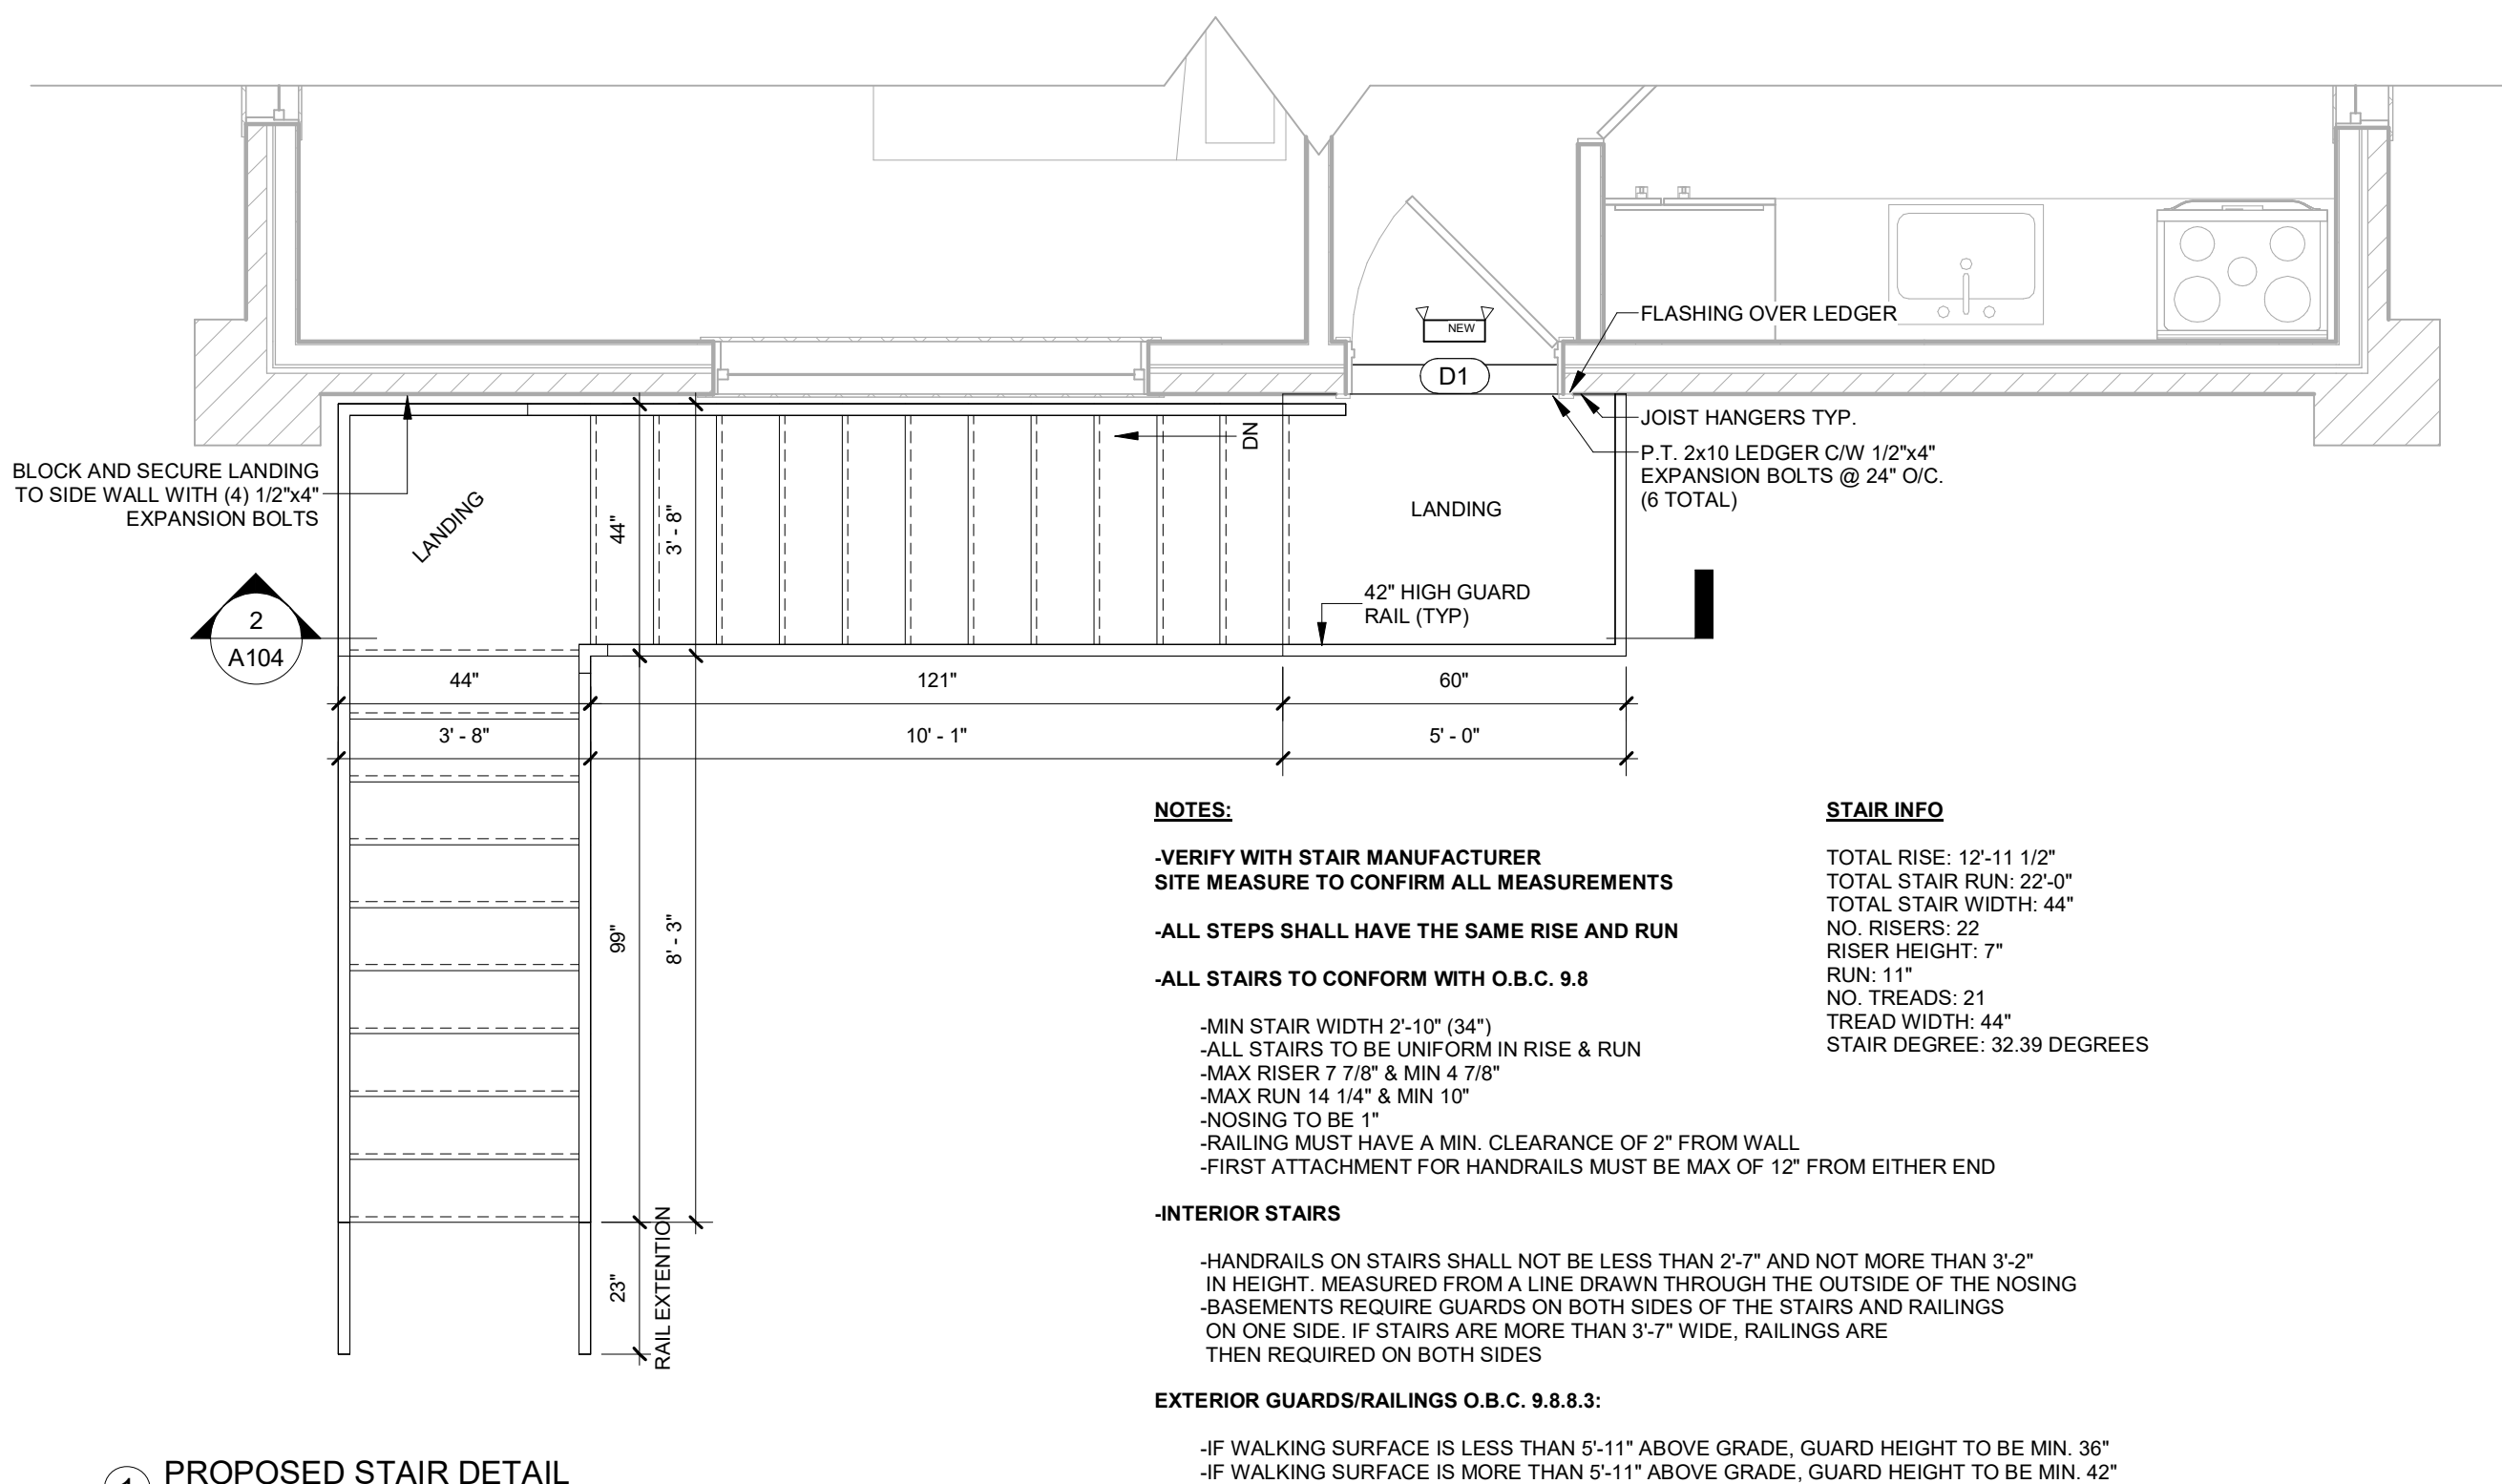 NEW
D1
FLASHING OVER LEDGER
JOIST HANGERS TYP.
P.T. 2x10 LEDGER C/W 1/2"x4"
EXPANSION BOLTS @ 24" O/C.
(6 TOTAL)
DN
BLOCK AND SECURE LANDING
TO SIDE WALL WITH (4) 1/2"x4"
EXPANSION BOLTS
LANDING
44"
3' - 8"
LANDING
42" HIGH GUARD
RAIL (TYP)
2
A104
44"
121"
60"
3' - 8"
10' - 1"
5' - 0"
99"
8' - 3"
23"
RAIL EXTENTION
NOTES:
-VERIFY WITH STAIR MANUFACTURER
SITE MEASURE TO CONFIRM ALL MEASUREMENTS
-ALL STEPS SHALL HAVE THE SAME RISE AND RUN
-ALL STAIRS TO CONFORM WITH O.B.C. 9.8
-MIN STAIR WIDTH 2'-10" (34")
-ALL STAIRS TO BE UNIFORM IN RISE & RUN
-MAX RISER 7 7/8" & MIN 4 7/8"
-MAX RUN 14 1/4" & MIN 10"
-NOSING TO BE 1"
-RAILING MUST HAVE A MIN. CLEARANCE OF 2" FROM WALL
-FIRST ATTACHMENT FOR HANDRAILS MUST BE MAX OF 12" FROM EITHER END
-INTERIOR STAIRS
-HANDRAILS ON STAIRS SHALL NOT BE LESS THAN 2'-7" AND NOT MORE THAN 3'-2"
IN HEIGHT. MEASURED FROM A LINE DRAWN THROUGH THE OUTSIDE OF THE NOSING
-BASEMENTS REQUIRE GUARDS ON BOTH SIDES OF THE STAIRS AND RAILINGS
ON ONE SIDE. IF STAIRS ARE MORE THAN 3'-7" WIDE, RAILINGS ARE
THEN REQUIRED ON BOTH SIDES
EXTERIOR GUARDS/RAILINGS O.B.C. 9.8.8.3:
-IF WALKING SURFACE IS LESS THAN 5'-11" ABOVE GRADE, GUARD HEIGHT TO BE MIN. 36"
-IF WALKING SURFACE IS MORE THAN 5'-11" ABOVE GRADE, GUARD HEIGHT TO BE MIN. 42"
STAIR INFO
TOTAL RISE: 12'-11 1/2"
TOTAL STAIR RUN: 22'-0"
TOTAL STAIR WIDTH: 44"
NO. RISERS: 22
RISER HEIGHT: 7"
RUN: 11"
NO. TREADS: 21
TREAD WIDTH: 44"
STAIR DEGREE: 32.39 DEGREES
1 PROPOSED STAIR DETAIL